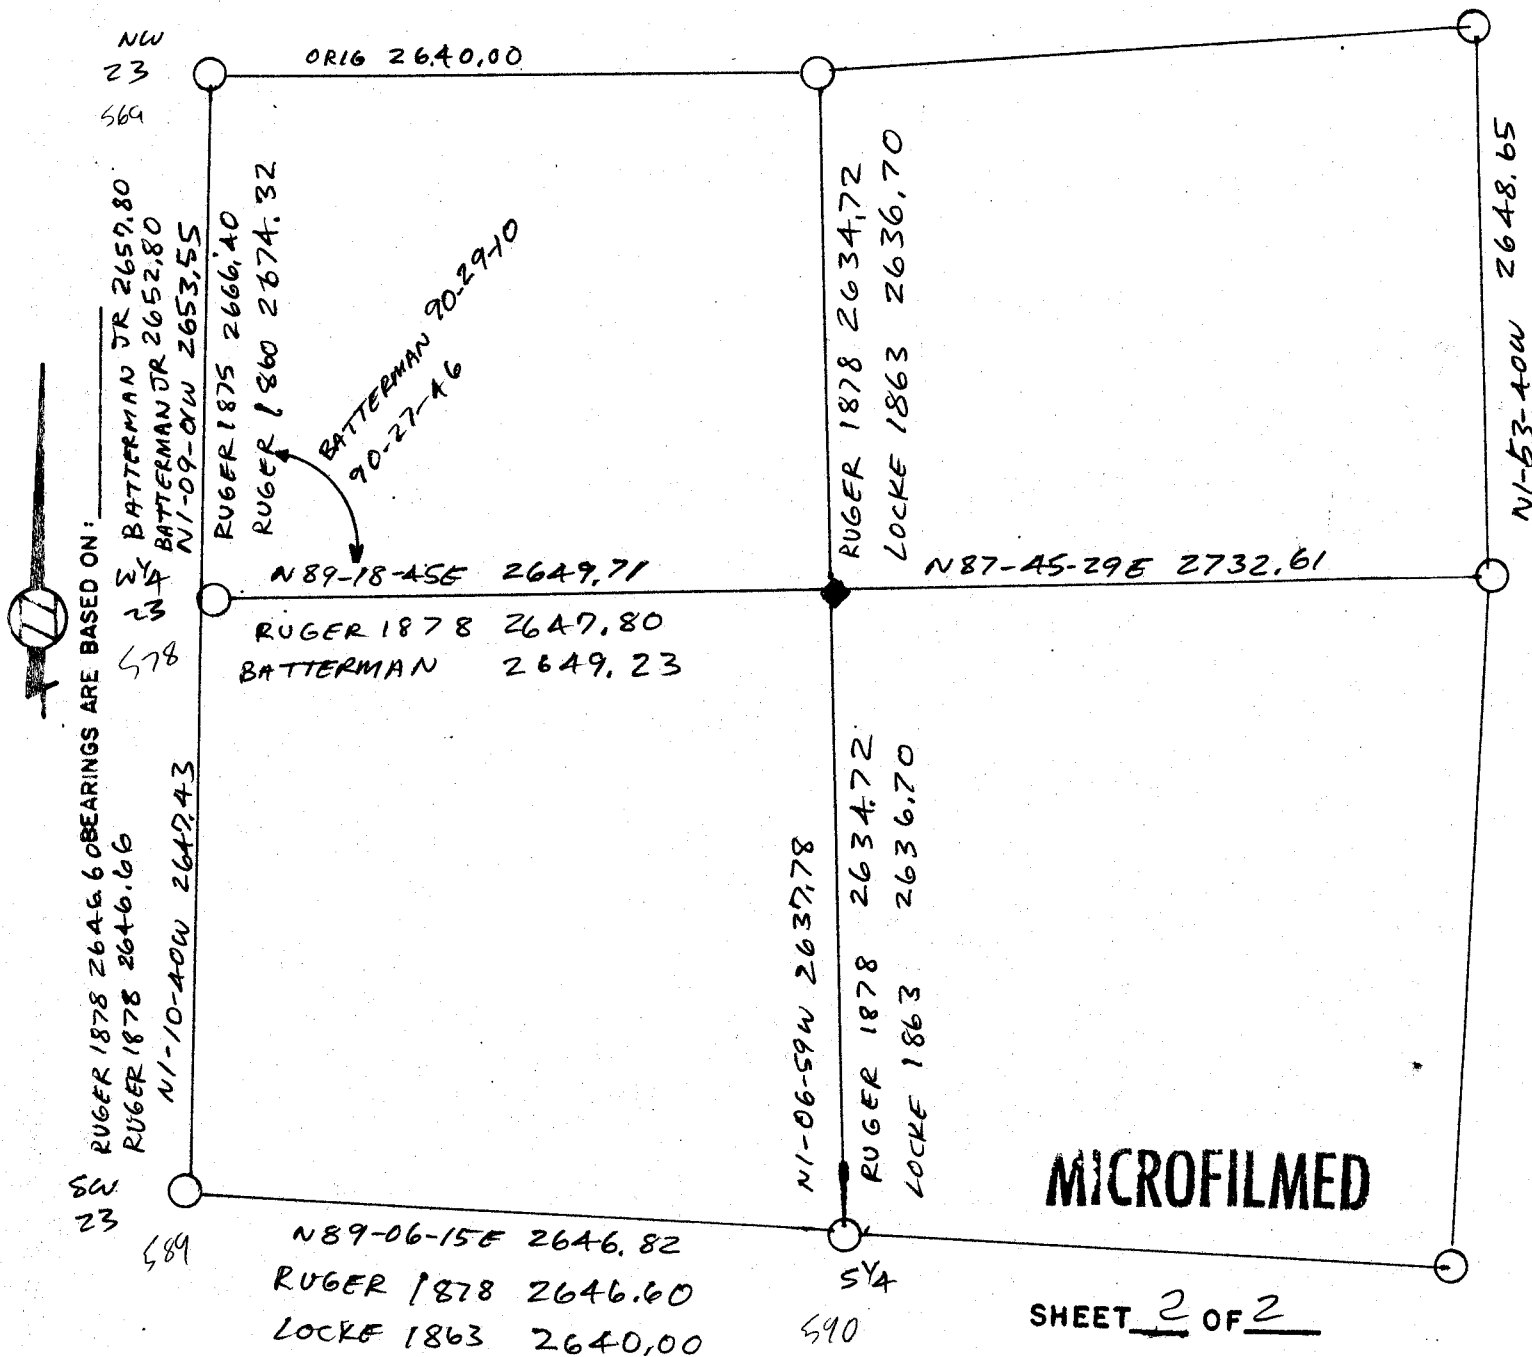 NW
23
569
ORIG 2640.00
BATTERMAN JR 2657.80
BATTERMAN JR 2652.80
N1-09-04W 2653.55
RUGER 1875 2666.40
RUGER 1860 2674.32
BATTERMAN 90-29-10
90-27-46
RUGER 1878 2634.72
LOCKE 1863 2636.70
N1-53-40W 2648.65
W1/4
23
578
N89-18-45E 2649.71
RUGER 1878 2647.80
BATTERMAN 2649.23
N87-45-29E 2732.61
BEARINGS ARE BASED ON:
RUGER 1878 2646.60
RUGER 1878 2646.66
N1-10-40W 2647.43
N1-06-59W 2637.78
RUGER 1878 2634.72
LOCKE 1863 2636.70
SW
23
589
N89-06-15E 2646.82
RUGER 1878 2646.60
LOCKE 1863 2640.00
S1/4
590
MICROFILMED
SHEET 2 OF 2